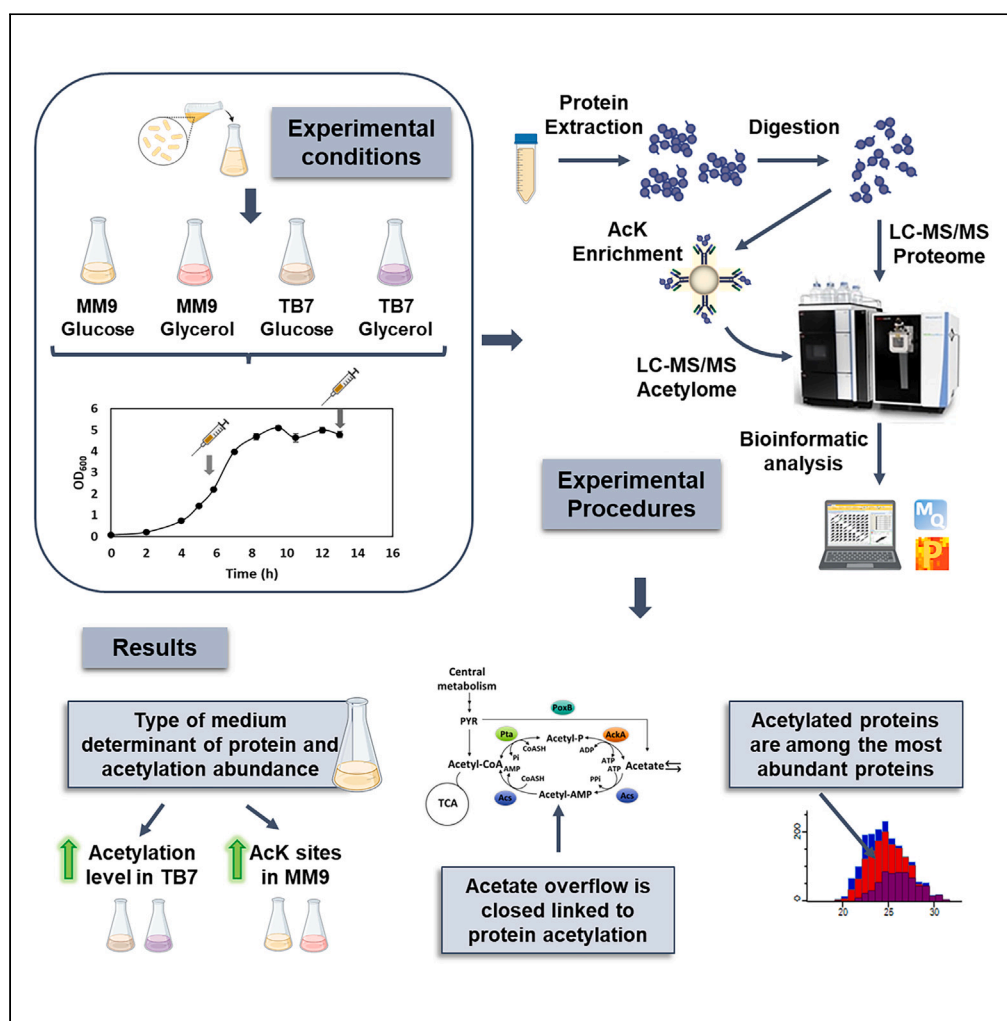 Experimental
conditions
MM9
Glucose
MM9
Glycerol
TB7
Glucose
TB7
Glycerol
OD600
6
5
4
3
2
1
0
0 2 4 6 8 10 12 14 16
Time (h)
Protein
Extraction
Digestion
AcK
Enrichment
LC-MS/MS
Proteome
LC-MS/MS
Acetylome
Bioinformatic
analysis
MQ
P
Experimental
Procedures
Results
Type of medium
determinant of protein and
acetylation abundance
Acetylation
level in TB7
AcK sites
in MM9
Central
metabolism
PYR
PoxB
Pta
Acetyl-P
AckA
CoASH
Pi
ADP
ATP
Acetyl-CoA
Acetate
AMP
CoASH
ATP
PPi
Acetyl-AMP
Acs
Acs
TCA
Acetate overflow is
closed linked to
protein acetylation
Acetylated proteins
are among the most
abundant proteins
200
0
20 25 30